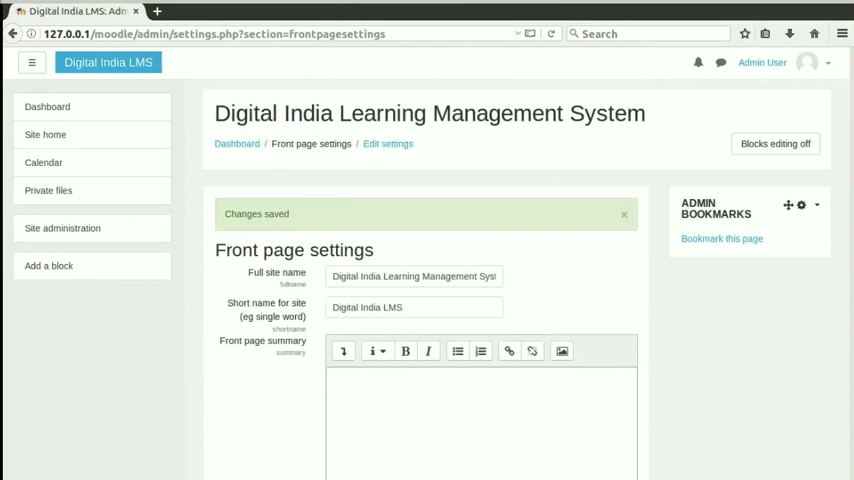 Digital India LMS: Adm
127.0.0.1/moodle/admin/settings.php?section=frontpagesettings
Search
Digital India LMS
Admin User
Dashboard
Site home
Calendar
Private files
Site administration
Add a block
Digital India Learning Management System
Dashboard / Front page settings / Edit settings
Blocks editing off
Changes saved
Front page settings
Full site name
fullname
Digital India Learning Management Syst
Short name for site
(eg single word)
shortname
Digital India LMS
Front page summary
summary
B I
ADMIN
BOOKMARKS
Bookmark this page